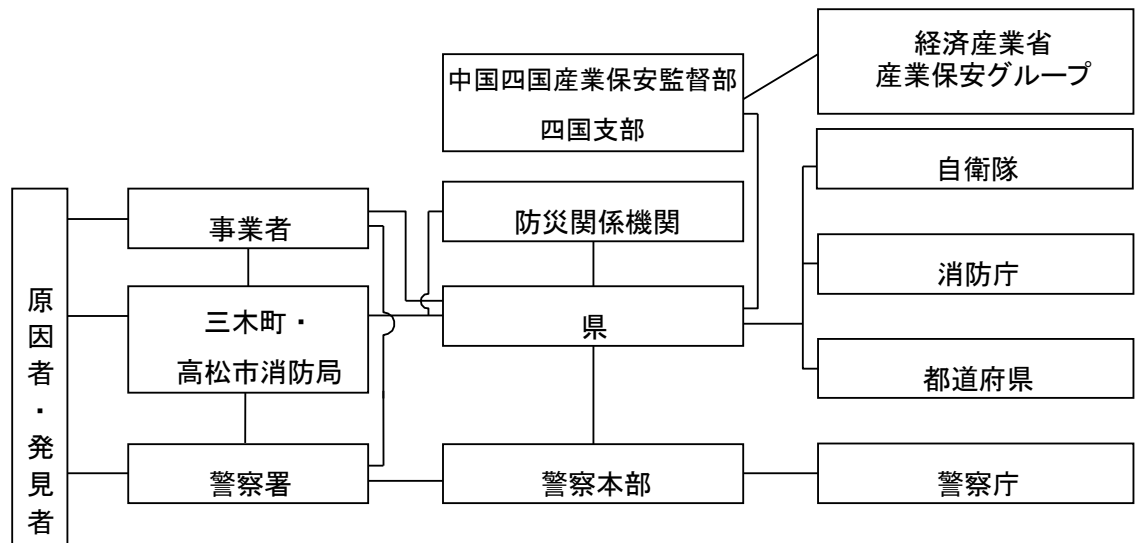 経済産業省
産業保安グループ
中国四国産業保安監督部
四国支部
自衛隊
事業者
防災関係機関
消防庁
原因者・発見者
三木町・
高松市消防局
県
都道府県
警察署
警察本部
警察庁